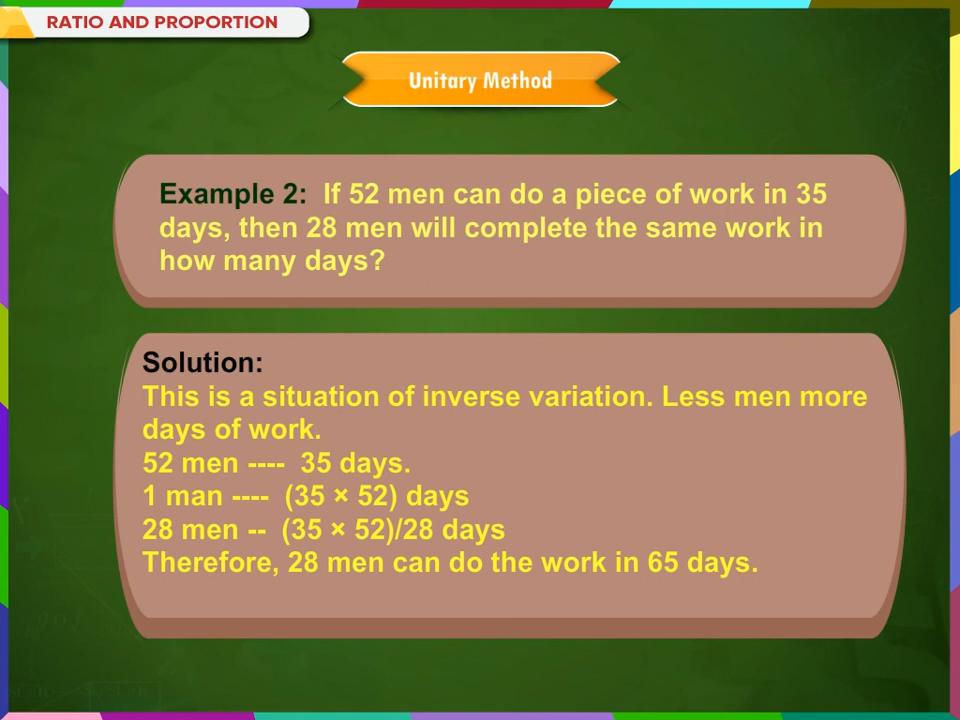 RATIO AND PROPORTION
Unitary Method
Example 2: If 52 men can do a piece of work in 35
days, then 28 men will complete the same work in
how many days?
Solution:
This is a situation of inverse variation. Less men more
days of work.
52 men ---- 35 days.
1 man ---- (35 × 52) days
28 men -- (35 × 52)/28 days
Therefore, 28 men can do the work in 65 days.